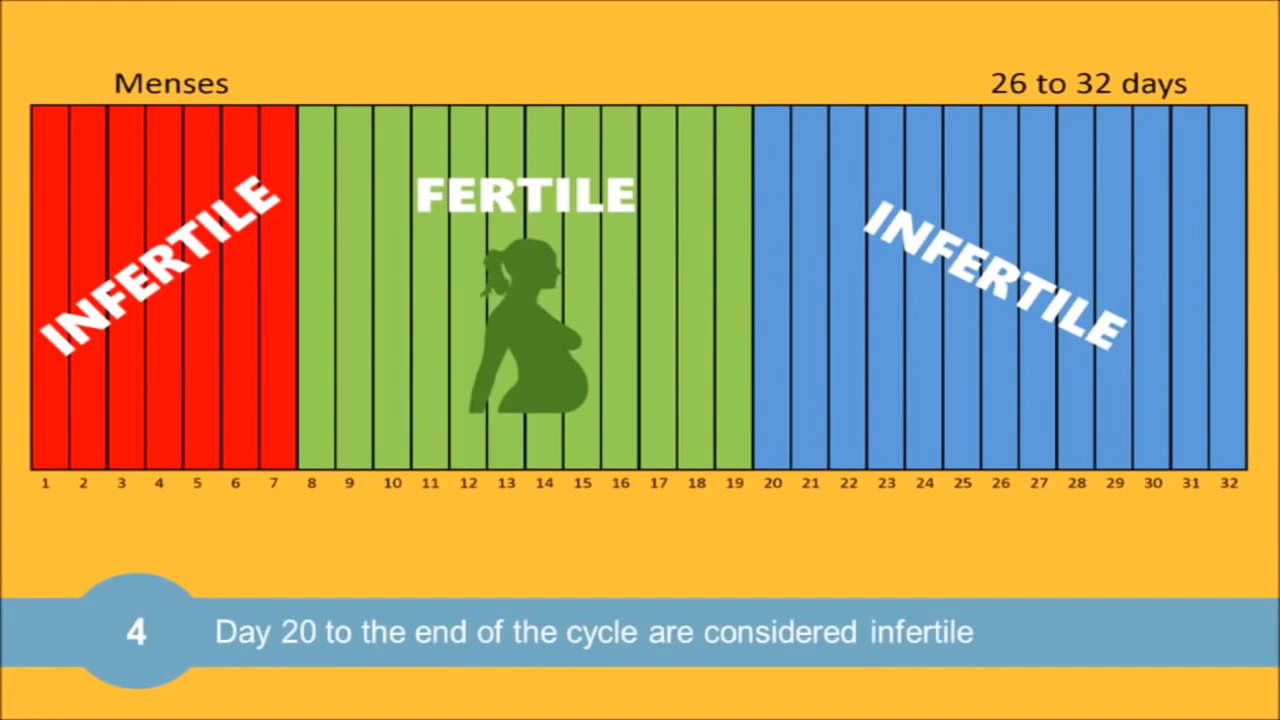 Menses
26 to 32 days
INFERTILE
FERTILE
INFERTILE
1 2 3 4 5 6 7 8 9 10 11 12 13 14 15 16 17 18 19 20 21 22 23 24 25 26 27 28 29 30 31 32
4
Day 20 to the end of the cycle are considered infertile